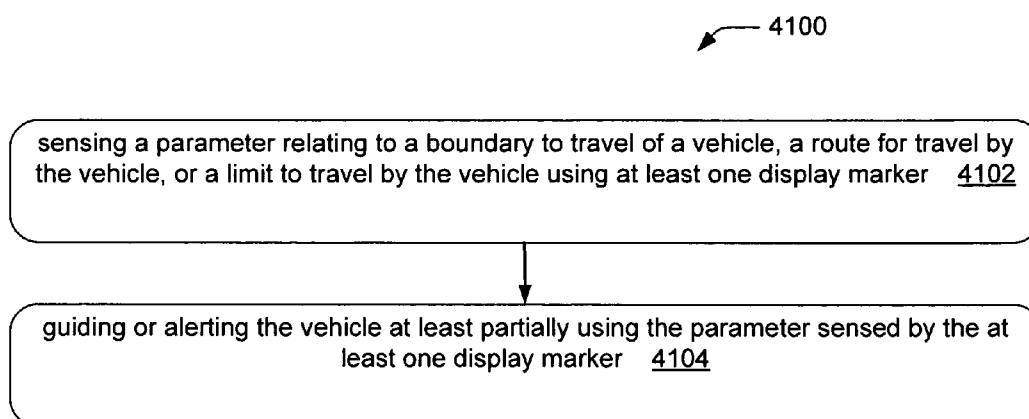 4100
sensing a parameter relating to a boundary to travel of a vehicle, a route for travel by
the vehicle, or a limit to travel by the vehicle using at least one display marker 4102
guiding or alerting the vehicle at least partially using the parameter sensed by the at
least one display marker 4104